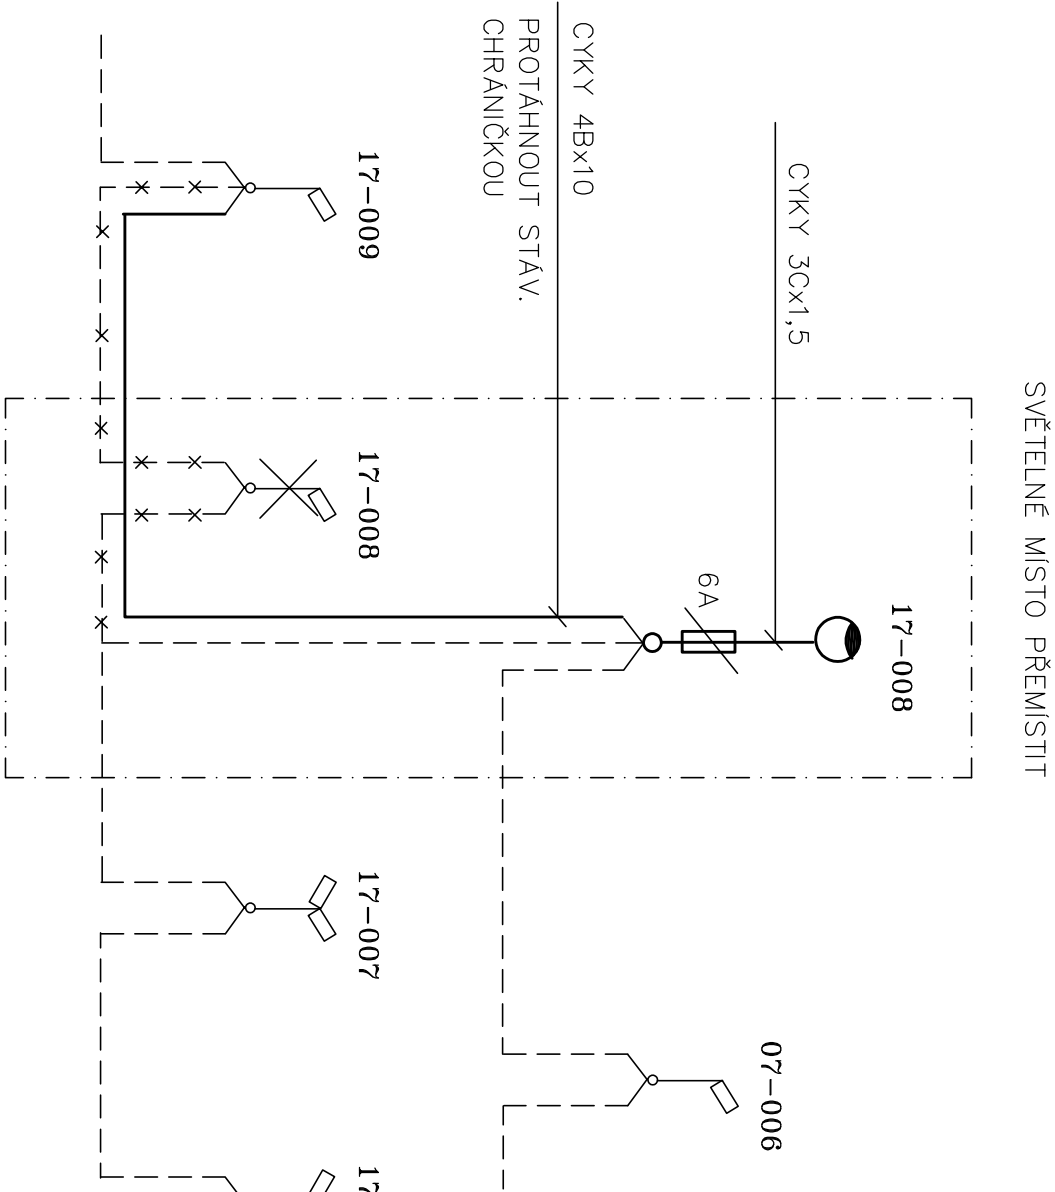 SVĚTELNÉ MÍSTO PŘEMÍSTIT
17-008
CYKY 3Cx1,5
6A
CYKY 4Bx10
PROTÁHNOUT STÁV.
CHRÁNIČKOU
07-006
17-009
17-008
17-007
17